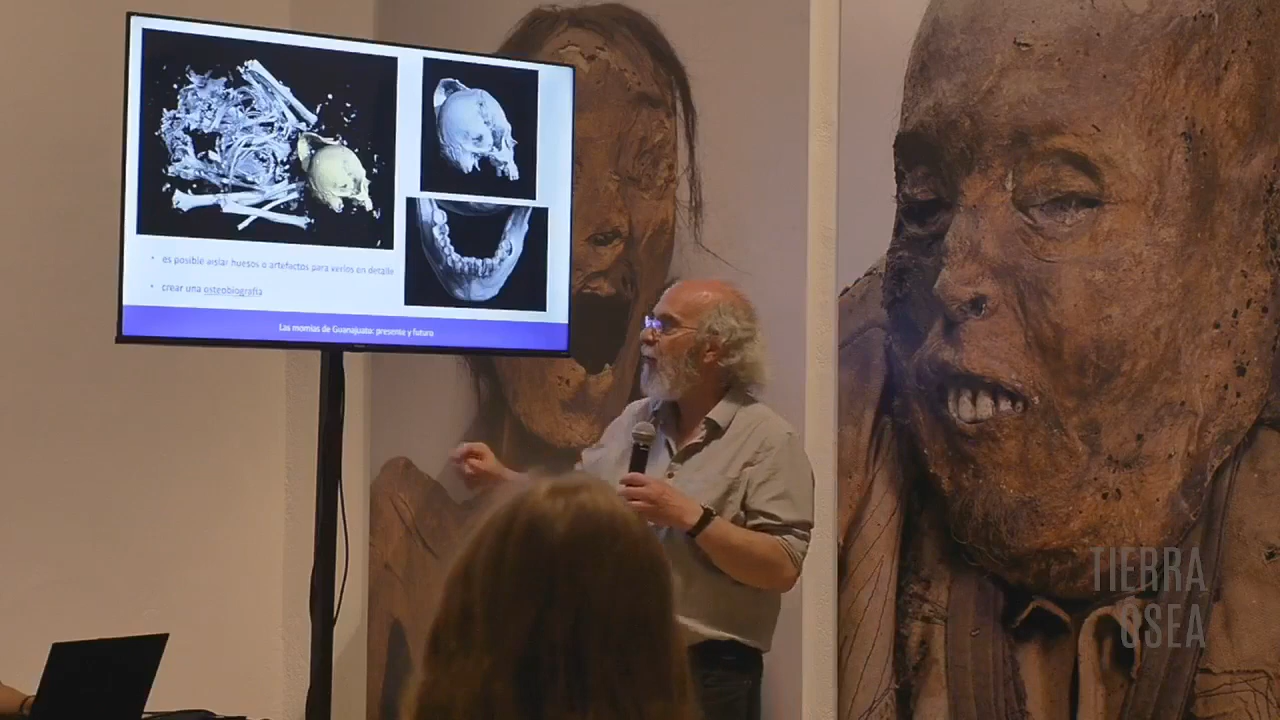 es posible aislar huesos o artefactos para verlos en detalle
crear una osteobiografía
Las momias de Guanajuato: presente y futuro
TIERRA
ÓSEA